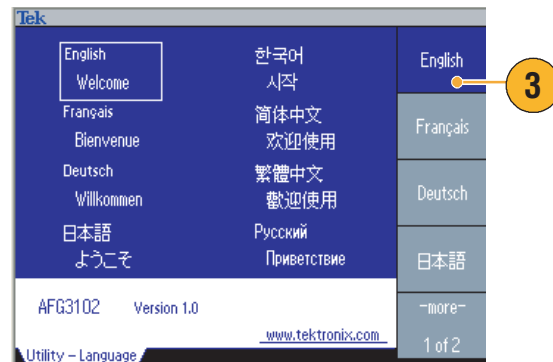 Tek
English
Welcome
Français
Bienvenue
Deutsch
Willkommen
日本語
ようこそ
한국어
시작
简体中文
欢迎使用
繁體中文
歡迎使用
Русский
Приветствие
AFG3102 Version 1.0
www.tektronix.com
Utility – Language
English
Français
Deutsch
日本語
-more-
1 of 2
3